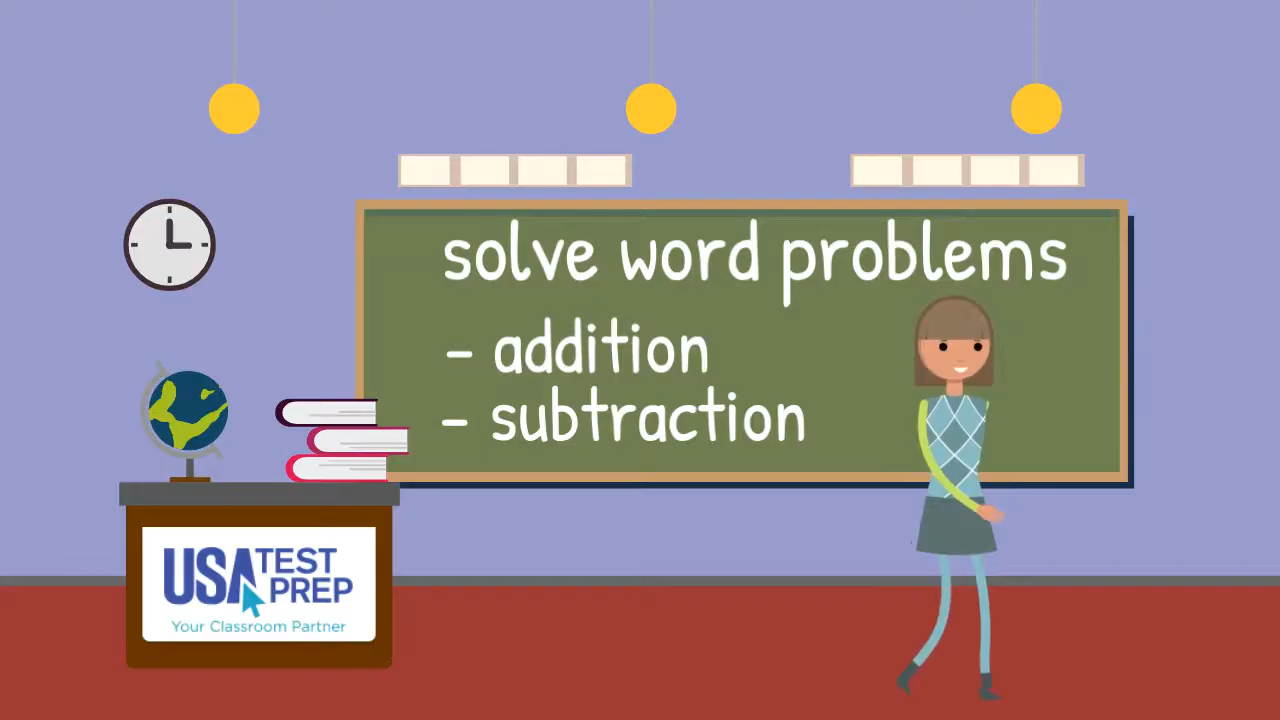 solve word problems
- addition
- subtraction
USA TEST PREP
Your Classroom Partner